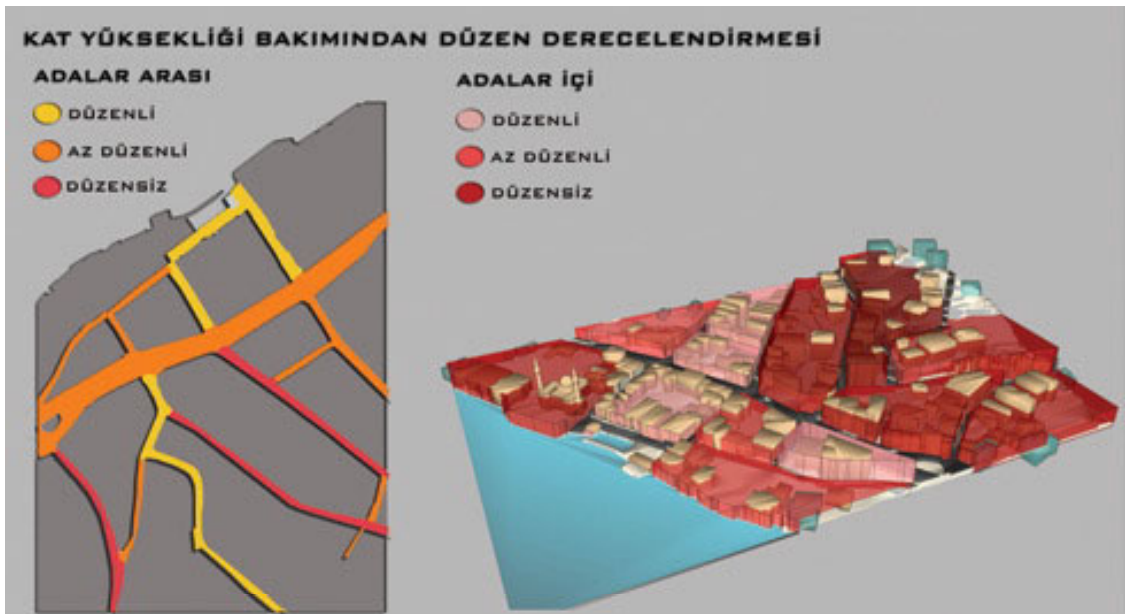 KAT YÜKSEKLİĞİ BAKIMINDAN DÜZEN DERECELENDİRMESİ
ADALAR ARASI
DÜZENLİ
AZ DÜZENLİ
DÜZENSİZ
ADALAR İÇİ
DÜZENLİ
AZ DÜZENLİ
DÜZENSİZ